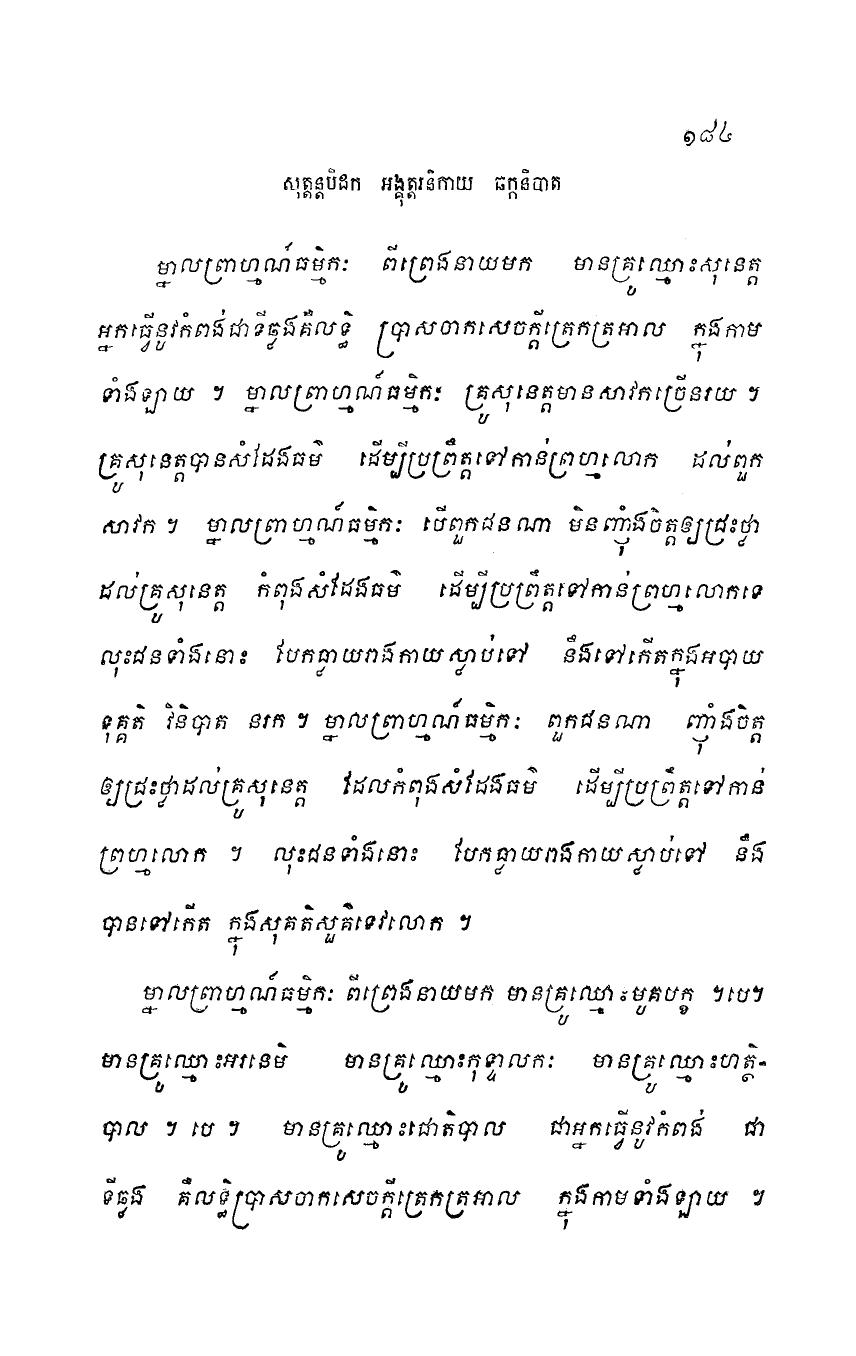 ១៨៤
សុត្តន្តបិដក អង្គុត្តរនិកាយ ឆក្កនិបាត
ម្នាលព្រាហ្មណ៍ធម្មិកៈ ពីព្រេងនាយមក មានគ្រូឈ្មោះសុនេត្ត
អ្នកធ្វើនូវកំពង់ជាទីឆ្លងគឺលទ្ធិ ប្រាសចាកសេចក្តីត្រេកត្រអាល ក្នុងកាម
ទាំងឡាយ ។ ម្នាលព្រាហ្មណ៍ធម្មិកៈ គ្រូសុនេត្តមានសាវកច្រើនរយ ។
គ្រូសុនេត្តបានសំដែងធម៌ ដើម្បីប្រព្រឹត្តទៅកាន់ព្រហ្មលោក ដល់ពួក
សាវក ។ ម្នាលព្រាហ្មណ៍ធម្មិកៈ បើពួកជនណា មិនញុំាងចិត្តឲ្យជ្រះថ្លា
ដល់គ្រូសុនេត្ត កំពុងសំដែងធម៌ ដើម្បីប្រព្រឹត្តទៅកាន់ព្រហ្មលោកទេ
លុះជនទាំងនោះ បែកធ្លាយរាងកាយស្លាប់ទៅ នឹងទៅកើតក្នុងអបាយ
ទុគ្គតិ វិនិបាត នរក ។ ម្នាលព្រាហ្មណ៍ធម្មិកៈ ពួកជនណា ញុំាងចិត្ត
ឲ្យជ្រះថ្លាដល់គ្រូសុនេត្ត ដែលកំពុងសំដែងធម៌ ដើម្បីប្រព្រឹត្តទៅកាន់
ព្រហ្មលោក ។ លុះជនទាំងនោះ បែកធ្លាយរាងកាយស្លាប់ទៅ នឹង
បានទៅកើត ក្នុងសុគតិសួគ៌ទេវលោក ។
ម្នាលព្រាហ្មណ៍ធម្មិកៈ ពីព្រេងនាយមក មានគ្រូឈ្មោះមូគបក្ខ ។បេ។
មានគ្រូឈ្មោះអរនេមិ មានគ្រូឈ្មោះកុទ្ទាលកៈ មានគ្រូឈ្មោះហត្ថិ-
បាល ។ បេ ។ មានគ្រូឈ្មោះជោតិបាល ជាអ្នកធ្វើនូវកំពង់ ជា
ទីឆ្លង គឺលទ្ធិប្រាសចាកសេចក្តីត្រេកត្រអាល ក្នុងកាមទាំងឡាយ ។